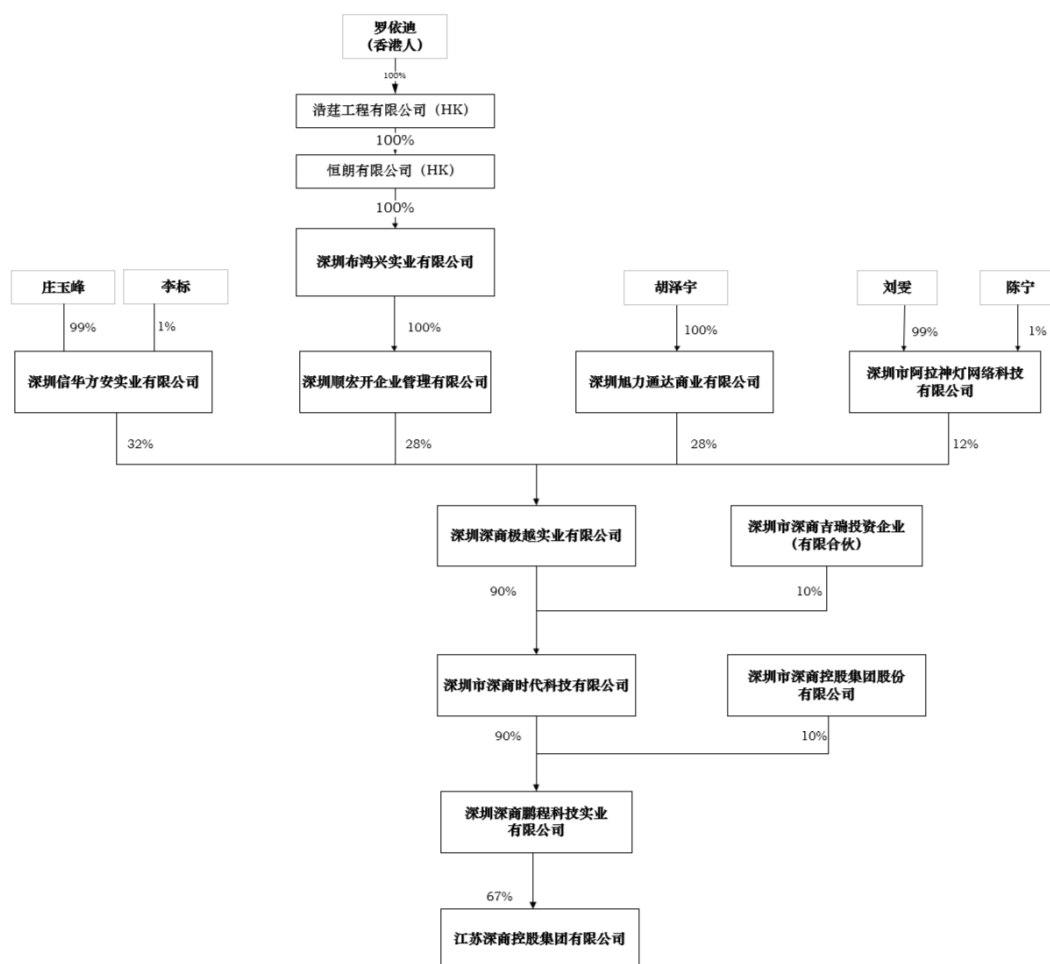 罗依迪
(香港人)
100%
浩莛工程有限公司（HK）
100%
恒朗有限公司（HK）
100%
深圳布鸿兴实业有限公司
庄玉峰
李标
胡泽宇
刘雯
陈宁
99%
1%
100%
100%
99%
1%
深圳信华方安实业有限公司
深圳顺宏开企业管理有限公司
深圳旭力通达商业有限公司
深圳市阿拉神灯网络科技
有限公司
32%
28%
28%
12%
深圳深商极越实业有限公司
深圳市深商吉瑞投资企业
（有限合伙）
90%
10%
深圳市深商时代科技有限公司
深圳市深商控股集团股份
有限公司
90%
10%
深圳深商鹏程科技实业
有限公司
67%
江苏深商控股集团有限公司